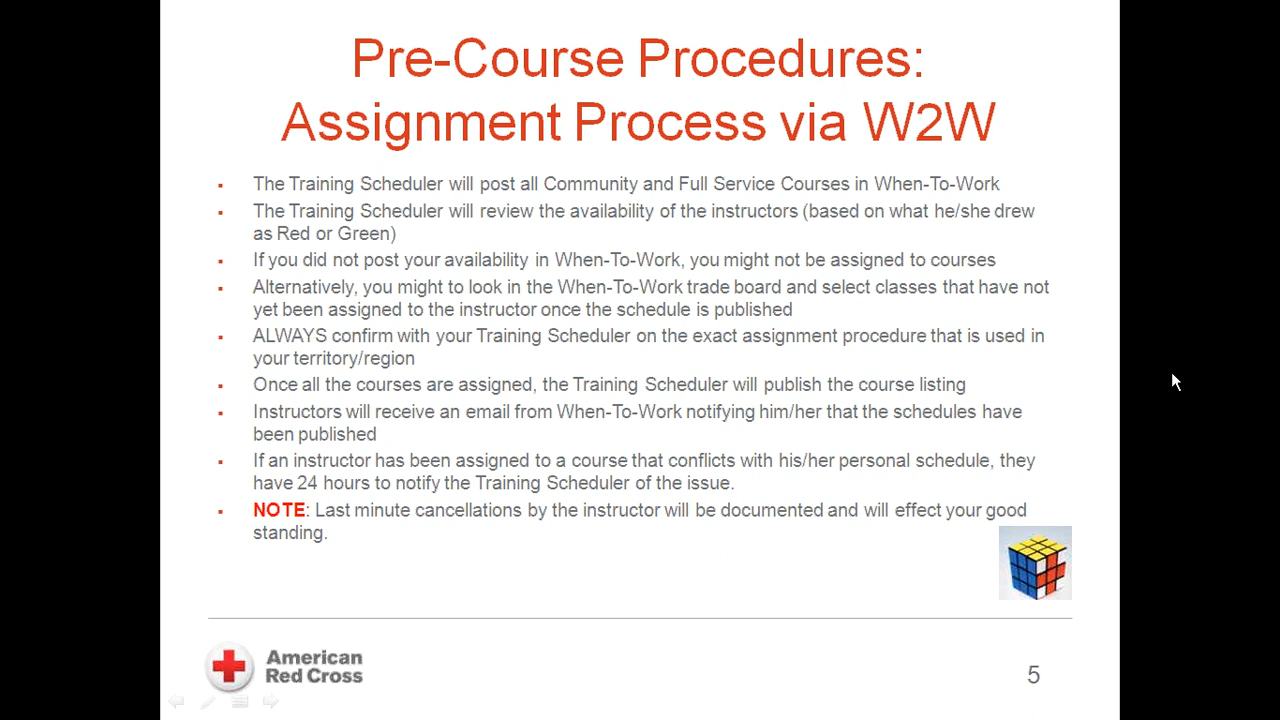 Pre-Course Procedures:
Assignment Process via W2W
▪ The Training Scheduler will post all Community and Full Service Courses in When-To-Work
▪ The Training Scheduler will review the availability of the instructors (based on what he/she drew
as Red or Green)
▪ If you did not post your availability in When-To-Work, you might not be assigned to courses
▪ Alternatively, you might to look in the When-To-Work trade board and select classes that have not
yet been assigned to the instructor once the schedule is published
▪ ALWAYS confirm with your Training Scheduler on the exact assignment procedure that is used in
your territory/region
▪ Once all the courses are assigned, the Training Scheduler will publish the course listing
▪ Instructors will receive an email from When-To-Work notifying him/her that the schedules have
been published
▪ If an instructor has been assigned to a course that conflicts with his/her personal schedule, they
have 24 hours to notify the Training Scheduler of the issue.
▪ NOTE: Last minute cancellations by the instructor will be documented and will effect your good
standing.
American
Red Cross
5